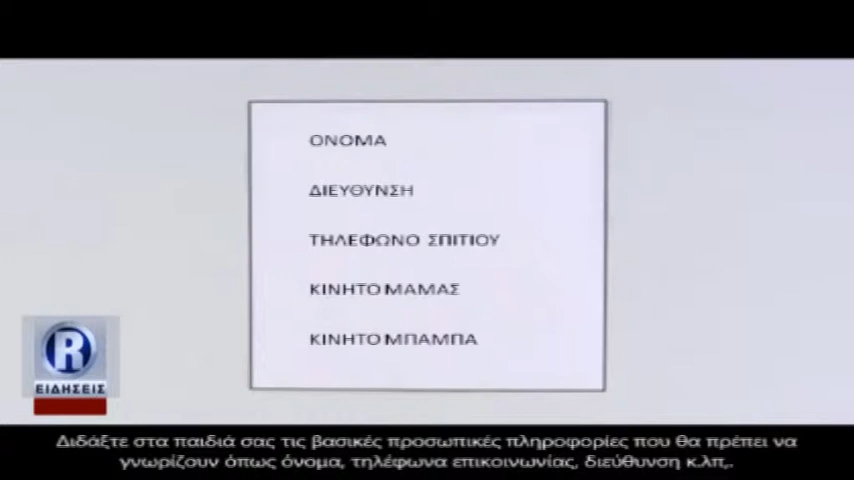 ΟΝΟΜΑ
ΔΙΕΥΘΥΝΣΗ
ΤΗΛΕΦΩΝΟ ΣΠΙΤΙΟΥ
ΚΙΝΗΤΟ ΜΑΜΑΣ
ΚΙΝΗΤΟ ΜΠΑΜΠΑ
R
ΕΙΔΗΣΕΙΣ
Διδάξτε στα παιδιά σας τις βασικές προσωπικές πληροφορίες που θα πρέπει να
γνωρίζουν όπως όνομα, τηλέφωνα επικοινωνίας, διεύθυνση κ.λπ,.